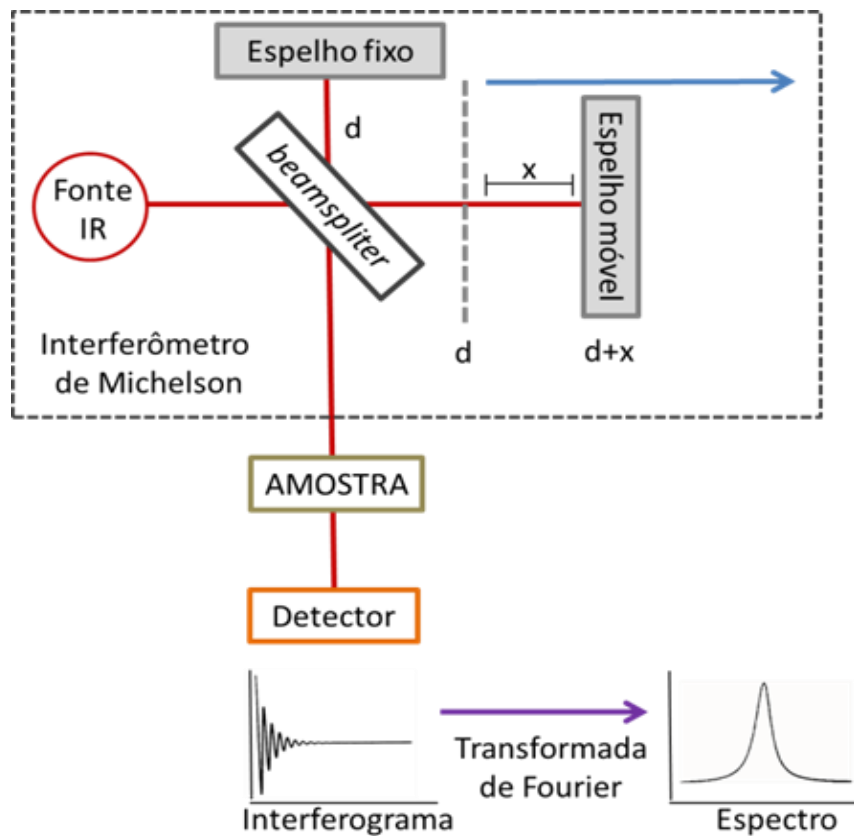 Espelho fixo
d
beamspliter
x
Espelho móvel
Fonte
IR
d
d+x
Interferômetro
de Michelson
AMOSTRA
Detector
Transformada
de Fourier
Interferograma
Espectro